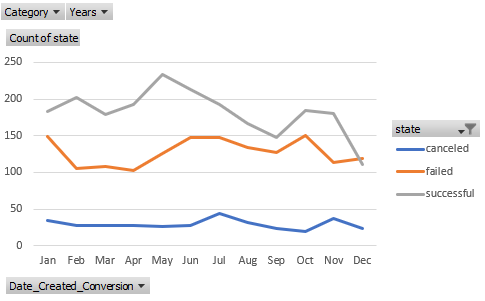 Category Years
Count of state
250
200
150
100
50
0
Jan Feb Mar Apr May Jun Jul Aug Sep Oct Nov Dec
state
canceled
failed
successful
Date_Created_Conversion